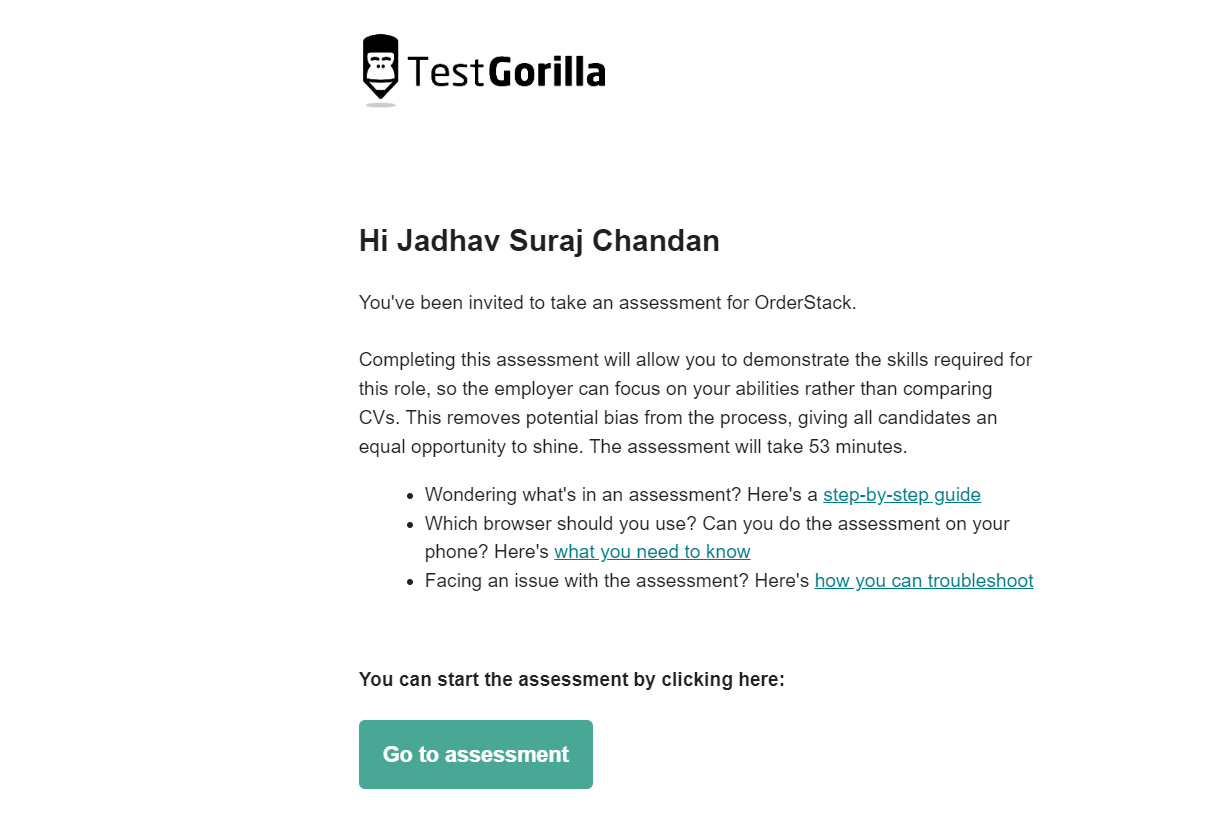 TestGorilla
Hi Jadhav Suraj Chandan
You've been invited to take an assessment for OrderStack.
Completing this assessment will allow you to demonstrate the skills required for
this role, so the employer can focus on your abilities rather than comparing
CVs. This removes potential bias from the process, giving all candidates an
equal opportunity to shine. The assessment will take 53 minutes.
• Wondering what's in an assessment? Here's a step-by-step guide
• Which browser should you use? Can you do the assessment on your
phone? Here's what you need to know
• Facing an issue with the assessment? Here's how you can troubleshoot
You can start the assessment by clicking here:
Go to assessment